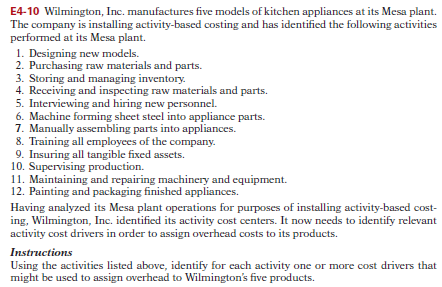 E4-10 Wilmington, Inc. manufactures five models of kitchen appliances at its Mesa plant.
The company is installing activity-based costing and has identified the following activities
performed at its Mesa plant.
1. Designing new models.
2. Purchasing raw materials and parts.
3. Storing and managing inventory.
4. Receiving and inspecting raw materials and parts.
5. Interviewing and hiring new personnel.
6. Machine forming sheet steel into appliance parts.
7. Manually assembling parts into appliances.
8. Training all employees of the company.
9. Insuring all tangible fixed assets.
10. Supervising production.
11. Maintaining and repairing machinery and equipment.
12. Painting and packaging finished appliances.
Having analyzed its Mesa plant operations for purposes of installing activity-based cost-
ing, Wilmington, Inc. identified its activity cost centers. It now needs to identify relevant
activity cost drivers in order to assign overhead costs to its products.
Instructions
Using the activities listed above, identify for each activity one or more cost drivers that
might be used to assign overhead to Wilmington's five products.